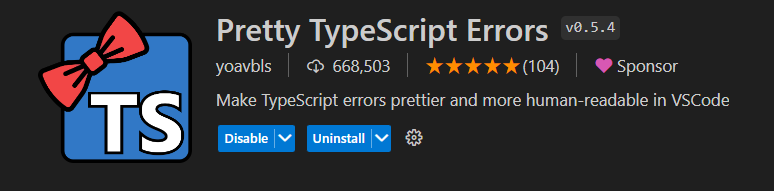 Pretty TypeScript Errors v0.5.4
yoavbls 668,503 (104) Sponsor
Make TypeScript errors prettier and more human-readable in VSCode
TS
Disable Uninstall